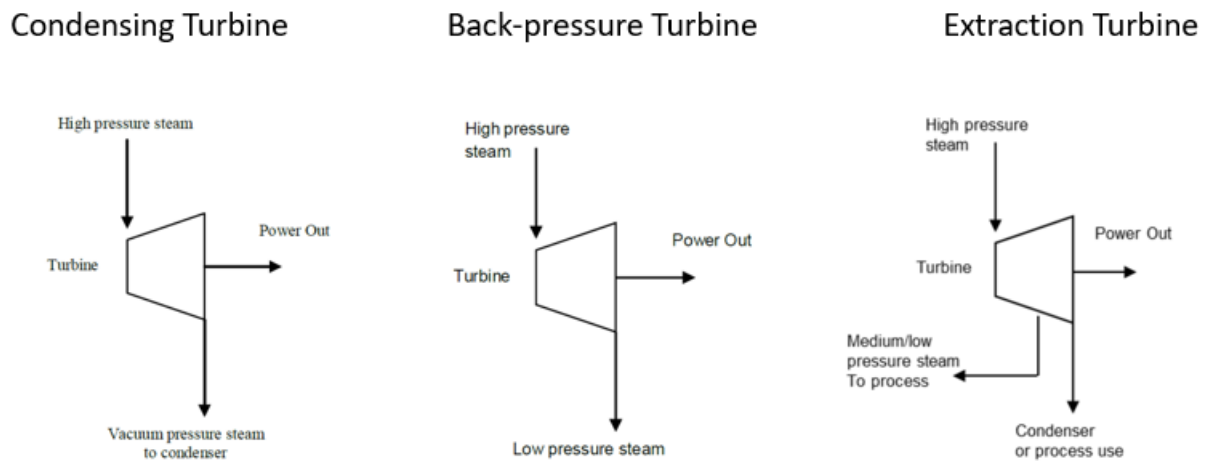 Condensing Turbine
Back-pressure Turbine
Extraction Turbine
High pressure steam
Power Out
Turbine
Vacuum pressure steam
to condenser
High pressure
steam
Power Out
Turbine
Low pressure steam
High pressure
steam
Power Out
Turbine
Medium/low
pressure steam
To process
Condenser
or process use